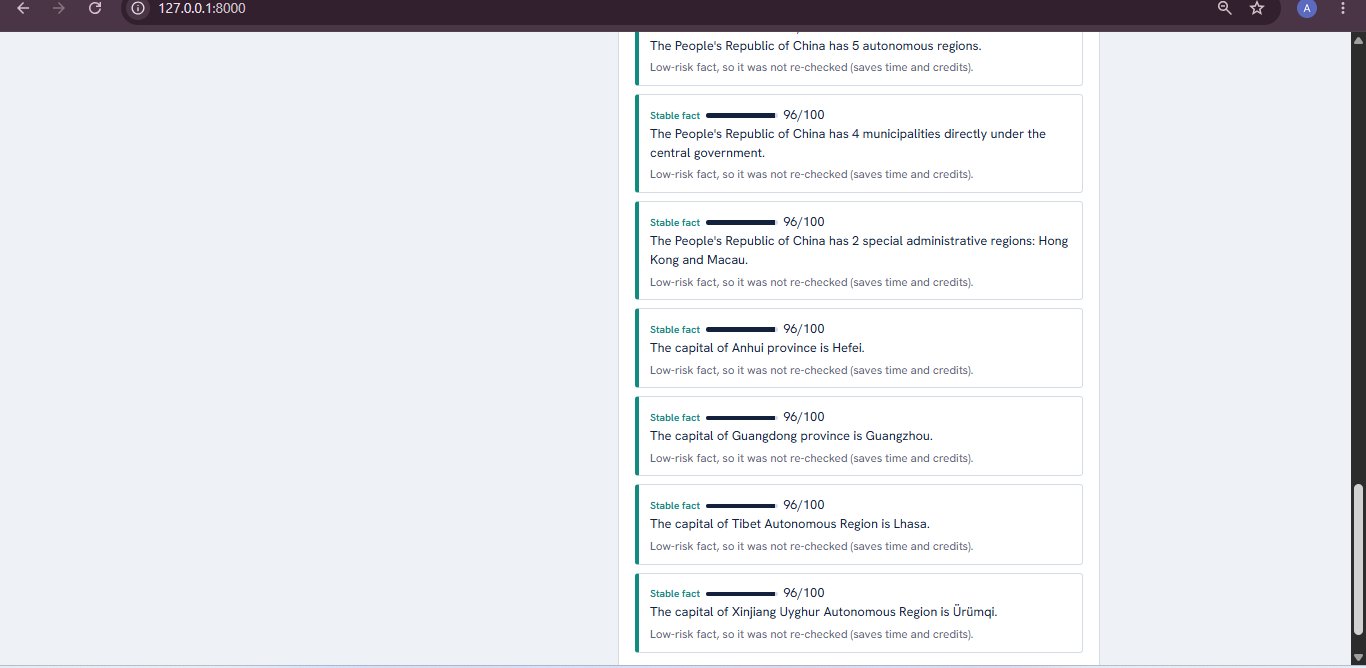 127.0.0.1:8000
A
The People's Republic of China has 5 autonomous regions.
Low-risk fact, so it was not re-checked (saves time and credits).
Stable fact 96/100
The People's Republic of China has 4 municipalities directly under the
central government.
Low-risk fact, so it was not re-checked (saves time and credits).
Stable fact 96/100
The People's Republic of China has 2 special administrative regions: Hong
Kong and Macau.
Low-risk fact, so it was not re-checked (saves time and credits).
Stable fact 96/100
The capital of Anhui province is Hefei.
Low-risk fact, so it was not re-checked (saves time and credits).
Stable fact 96/100
The capital of Guangdong province is Guangzhou.
Low-risk fact, so it was not re-checked (saves time and credits).
Stable fact 96/100
The capital of Tibet Autonomous Region is Lhasa.
Low-risk fact, so it was not re-checked (saves time and credits).
Stable fact 96/100
The capital of Xinjiang Uyghur Autonomous Region is Ürümqi.
Low-risk fact, so it was not re-checked (saves time and credits).